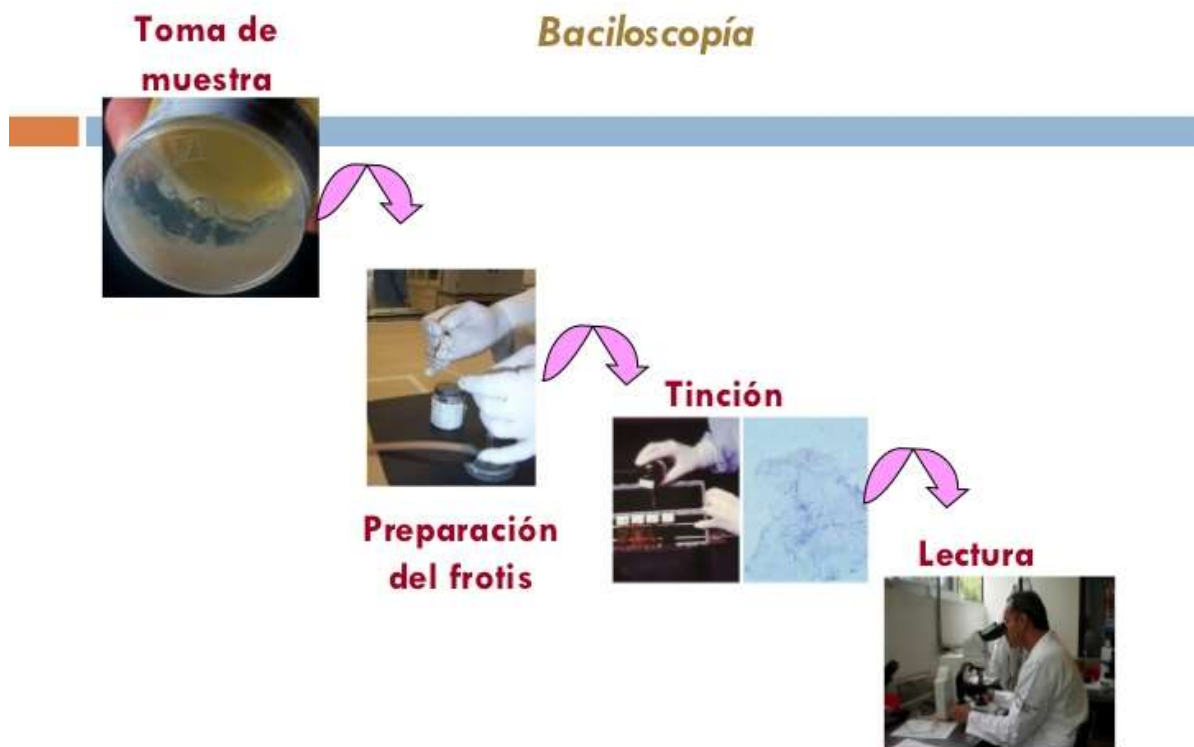 Toma de
muestra
Baciloscopía
Tinción
Preparación
del frotis
Lectura